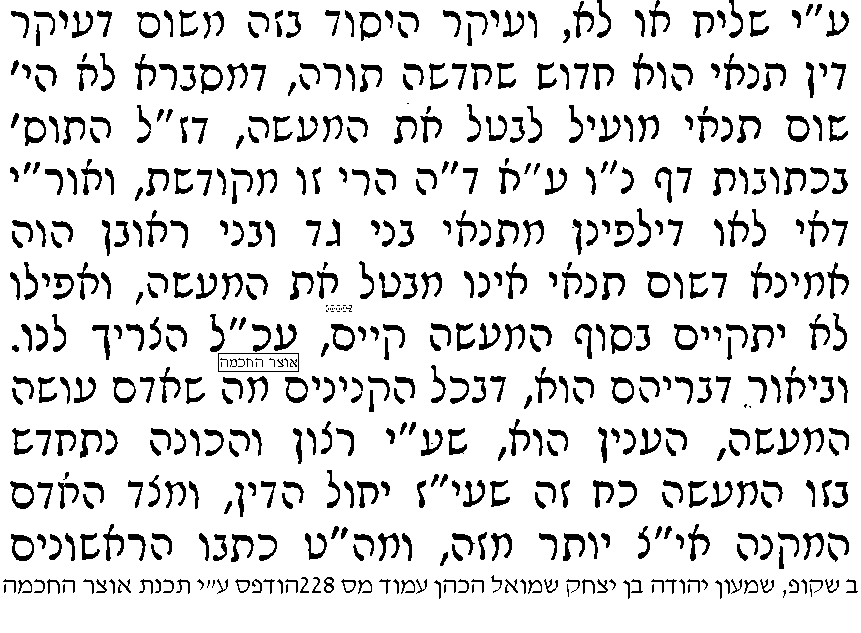 ע"י שליח או לא, ועיקר היסוד בזה משום דעיקר
דין תנאי הוא חדוש שחדשה תורה, דמסברא לא הי'
שום תנאי מועיל לבטל את המעשה, דז"ל התוס'
בכתובות דף נ"ו ע"א ד"ה הרי זו מקודשת, ואור"י
דאי לאו דילפינן מתנאי בני גד ובני ראובן הוה
אמינא דשום תנאי אינו מבטל את המעשה, ואפילו
לא יתקיים בסוף המעשה קיים, עכ"ל הצריך לנו.
אוצר החכמה
וביאור דבריהם הוא, דבכל הקנינים מה שאדם עושה
המעשה, הענין הוא, שע"י רצון והכונה נתחדש
בזו המעשה כח זה שעי"ז יחול הדין, ומצד האדם
המקנה אי"צ יותר מזה, ומה"ט כתבו הראשונים
ב שקופ, שמעון יהודה בן יצחק שמואל הכהן עמוד מס 228הודפס ע"י תכנת אוצר החכמה